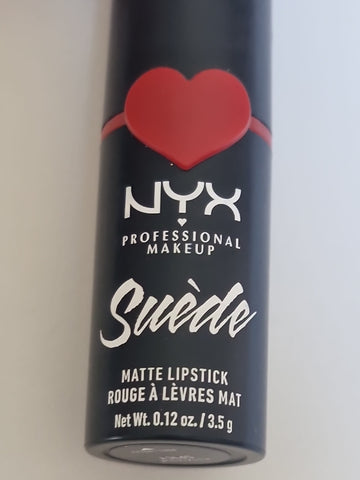 NYX
PROFESSIONAL
MAKEUP
Suède
MATTE LIPSTICK
ROUGE À LÈVRES MAT
Net Wt. 0.12 oz. / 3.5 g